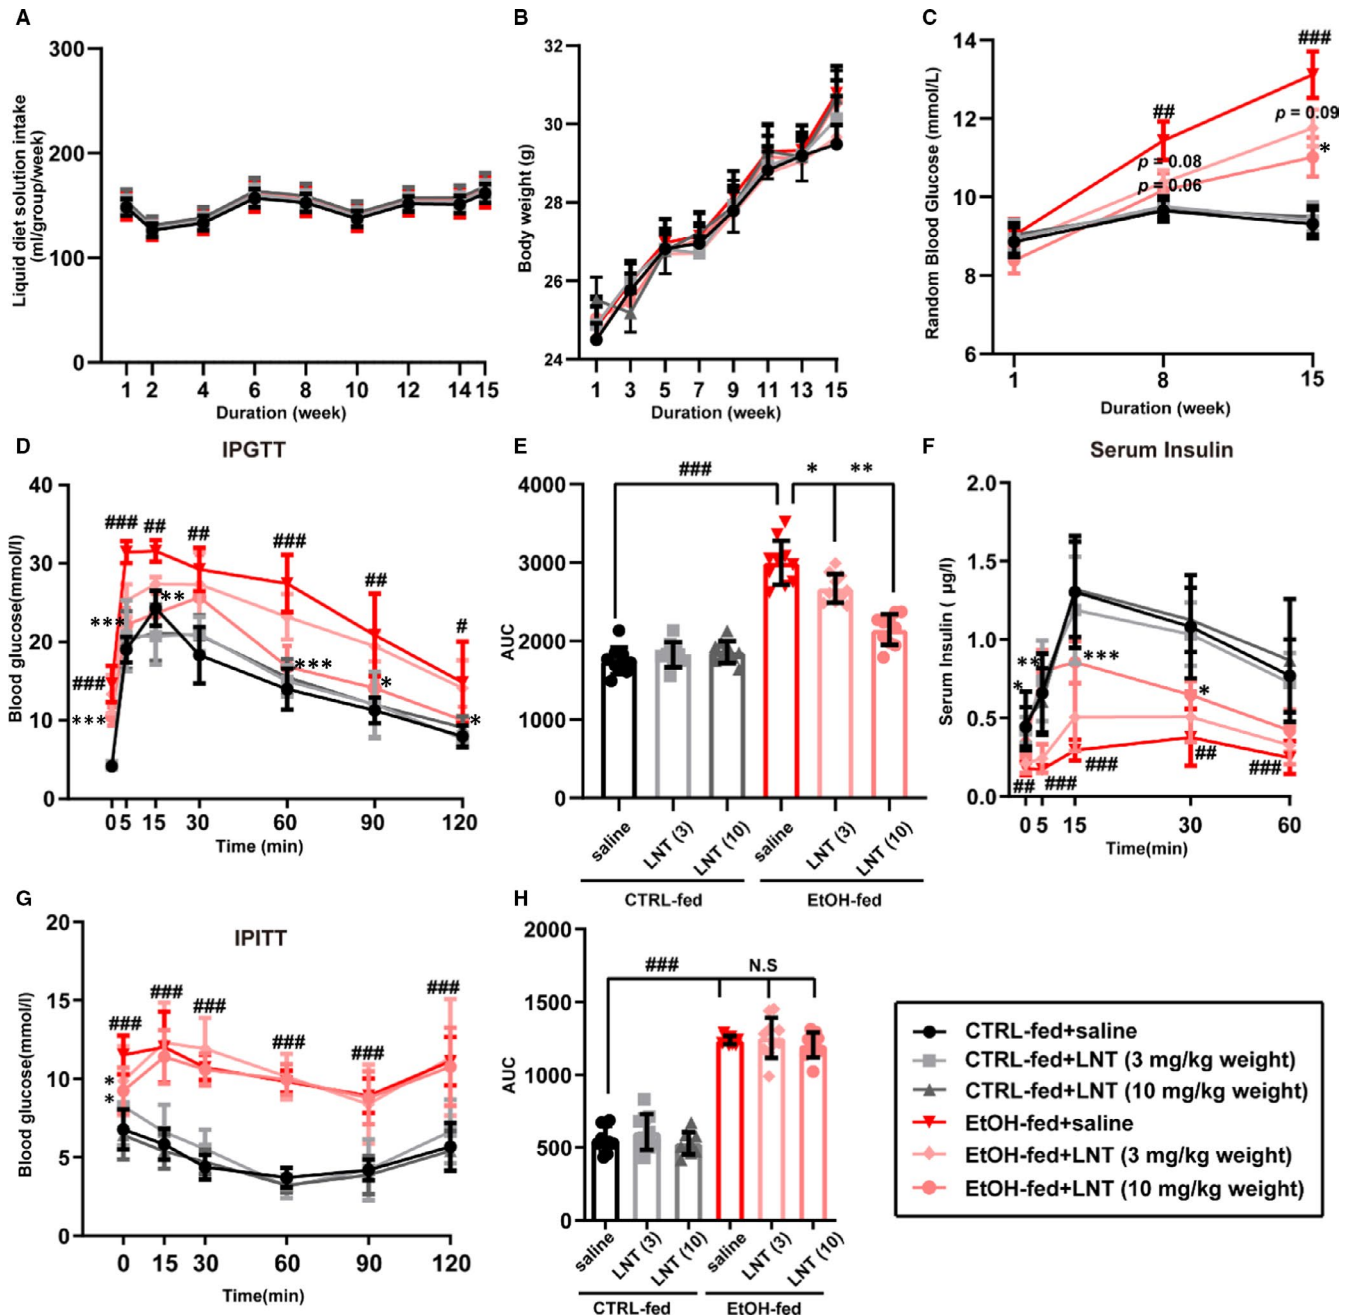 A
Liquid diet solution intake
(ml/group/week)
300
200
100
0
1 2 4 6 8 10 12 14 15
Duration (week)
B
Body weight (g)
32
30
28
26
24
1 3 5 7 9 11 13 15
Duration (week)
C
Random Blood Glucose (mmol/L)
14
12
10
8
6
###
##
p = 0.09
p = 0.08
p = 0.06
*
1 8 15
Duration (week)
D
IPGTT
Blood glucose(mmol/l)
40
30
20
10
0
### ## ## ### ## #
*** **
###
***
***
*
*
0 5 15 30 60 90 120
Time (min)
E
AUC
4000
3000
2000
1000
0
### * **
saline LNT (3) LNT (10) saline LNT (3) LNT (10)
CTRL-fed EtOH-fed
F
Serum Insulin
Serum Insulin ( μg/l)
2.0
1.5
1.0
0.5
0.0
**
*
***
*
## ### ### ## ###
0 5 15 30 60
Time(min)
G
IPITT
Blood glucose(mmol/l)
20
15
10
5
0
### ### ### ### ### ###
*
*
0 15 30 60 90 120
Time(min)
H
AUC
2000
1500
1000
500
0
### N.S
saline LNT (3) LNT (10) saline LNT (3) LNT (10)
CTRL-fed EtOH-fed
CTRL-fed+saline
CTRL-fed+LNT (3 mg/kg weight)
CTRL-fed+LNT (10 mg/kg weight)
EtOH-fed+saline
EtOH-fed+LNT (3 mg/kg weight)
EtOH-fed+LNT (10 mg/kg weight)